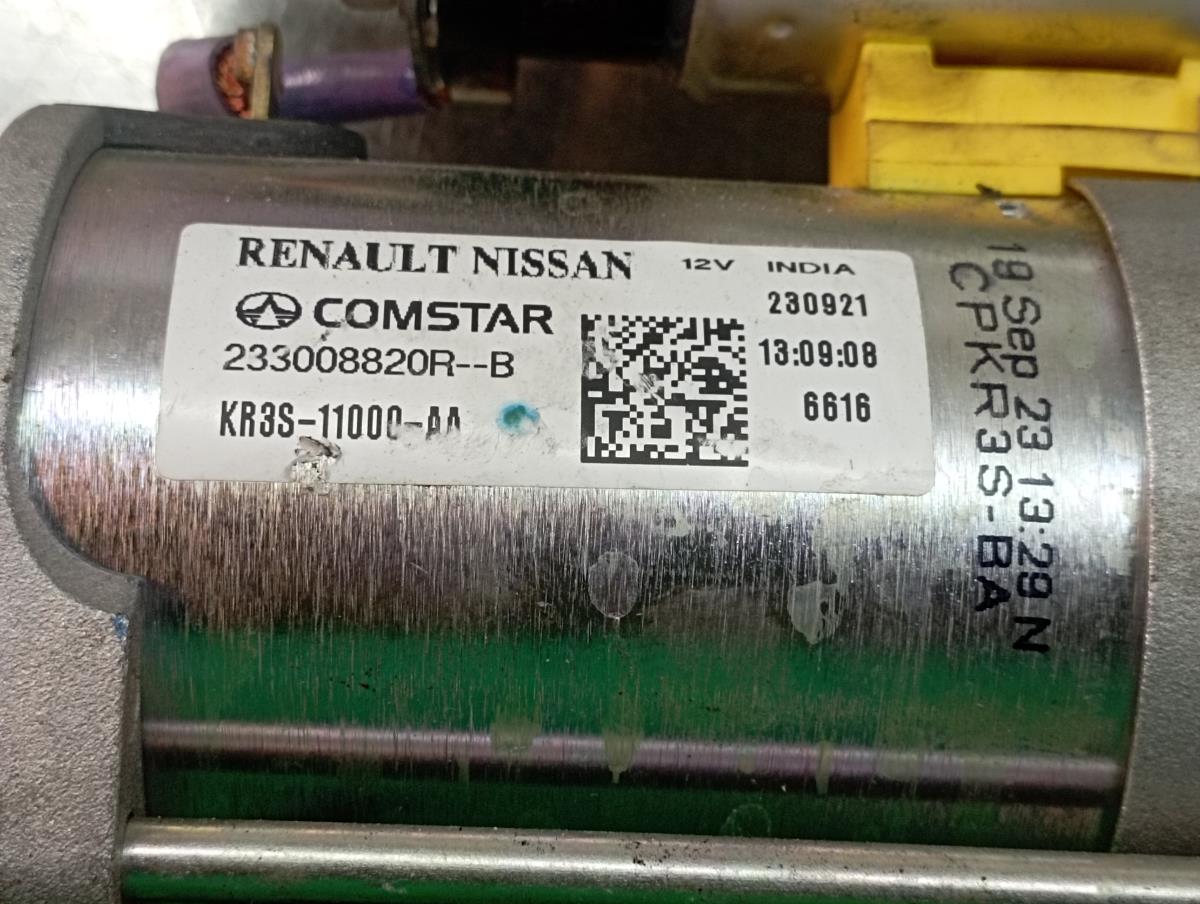 RENAULT NISSAN 12V INDIA
COMSTAR 230921
233008820R--B 13:09:08
KR3S-11000-AA 6616
19 Sep 23 13:29 N
CPKR3S-BA